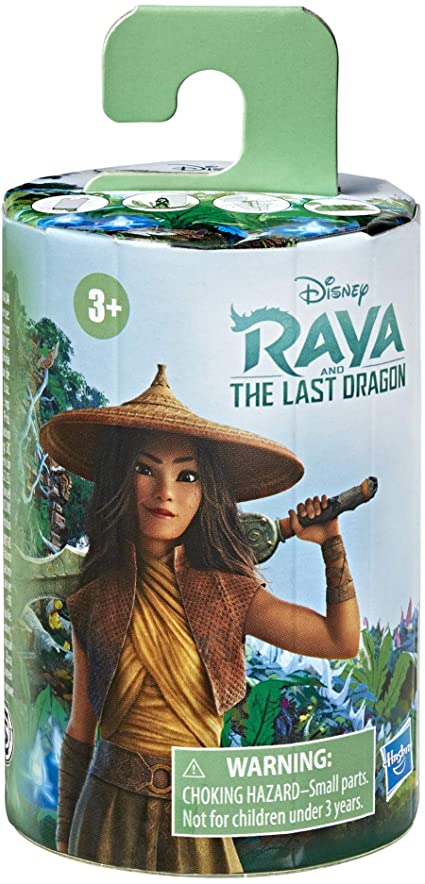 3+
Disney
RAYA
AND
THE LAST DRAGON
WARNING:
CHOKING HAZARD–Small parts.
Not for children under 3 years.
Hasbro